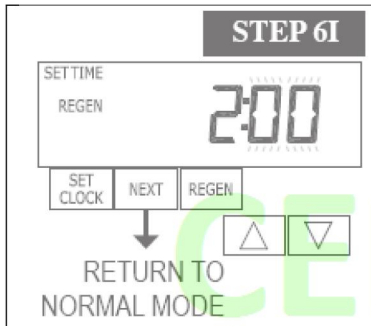 STEP 6I
SET TIME
REGEN
2:00
SET
CLOCK
NEXT
REGEN
RETURN TO
NORMAL MODE
CE